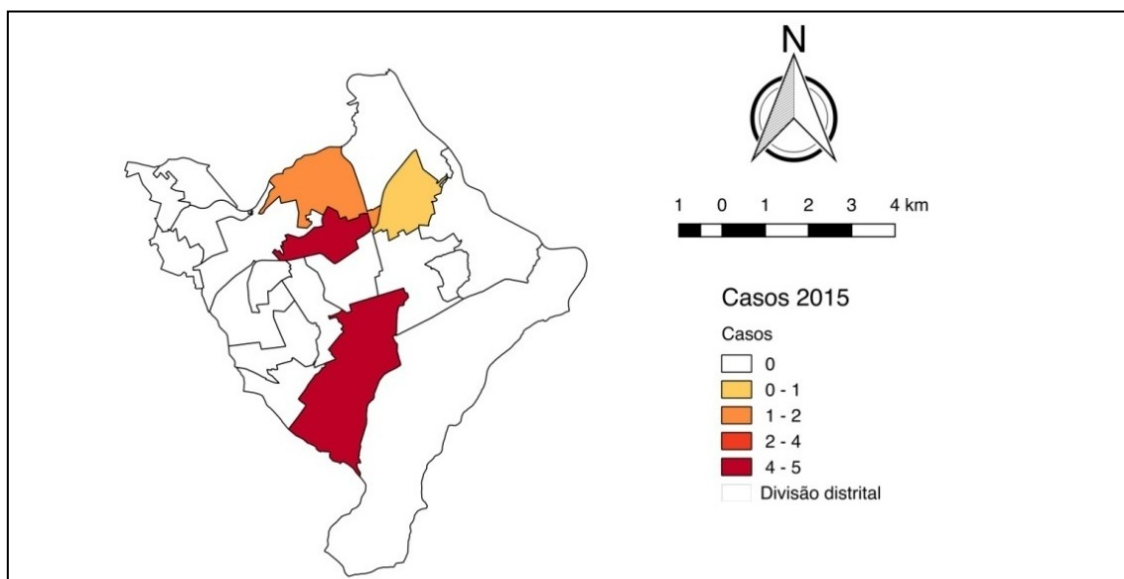 N
1 0 1 2 3 4 km
Casos 2015
Casos
0
0 - 1
1 - 2
2 - 4
4 - 5
Divisão distrital